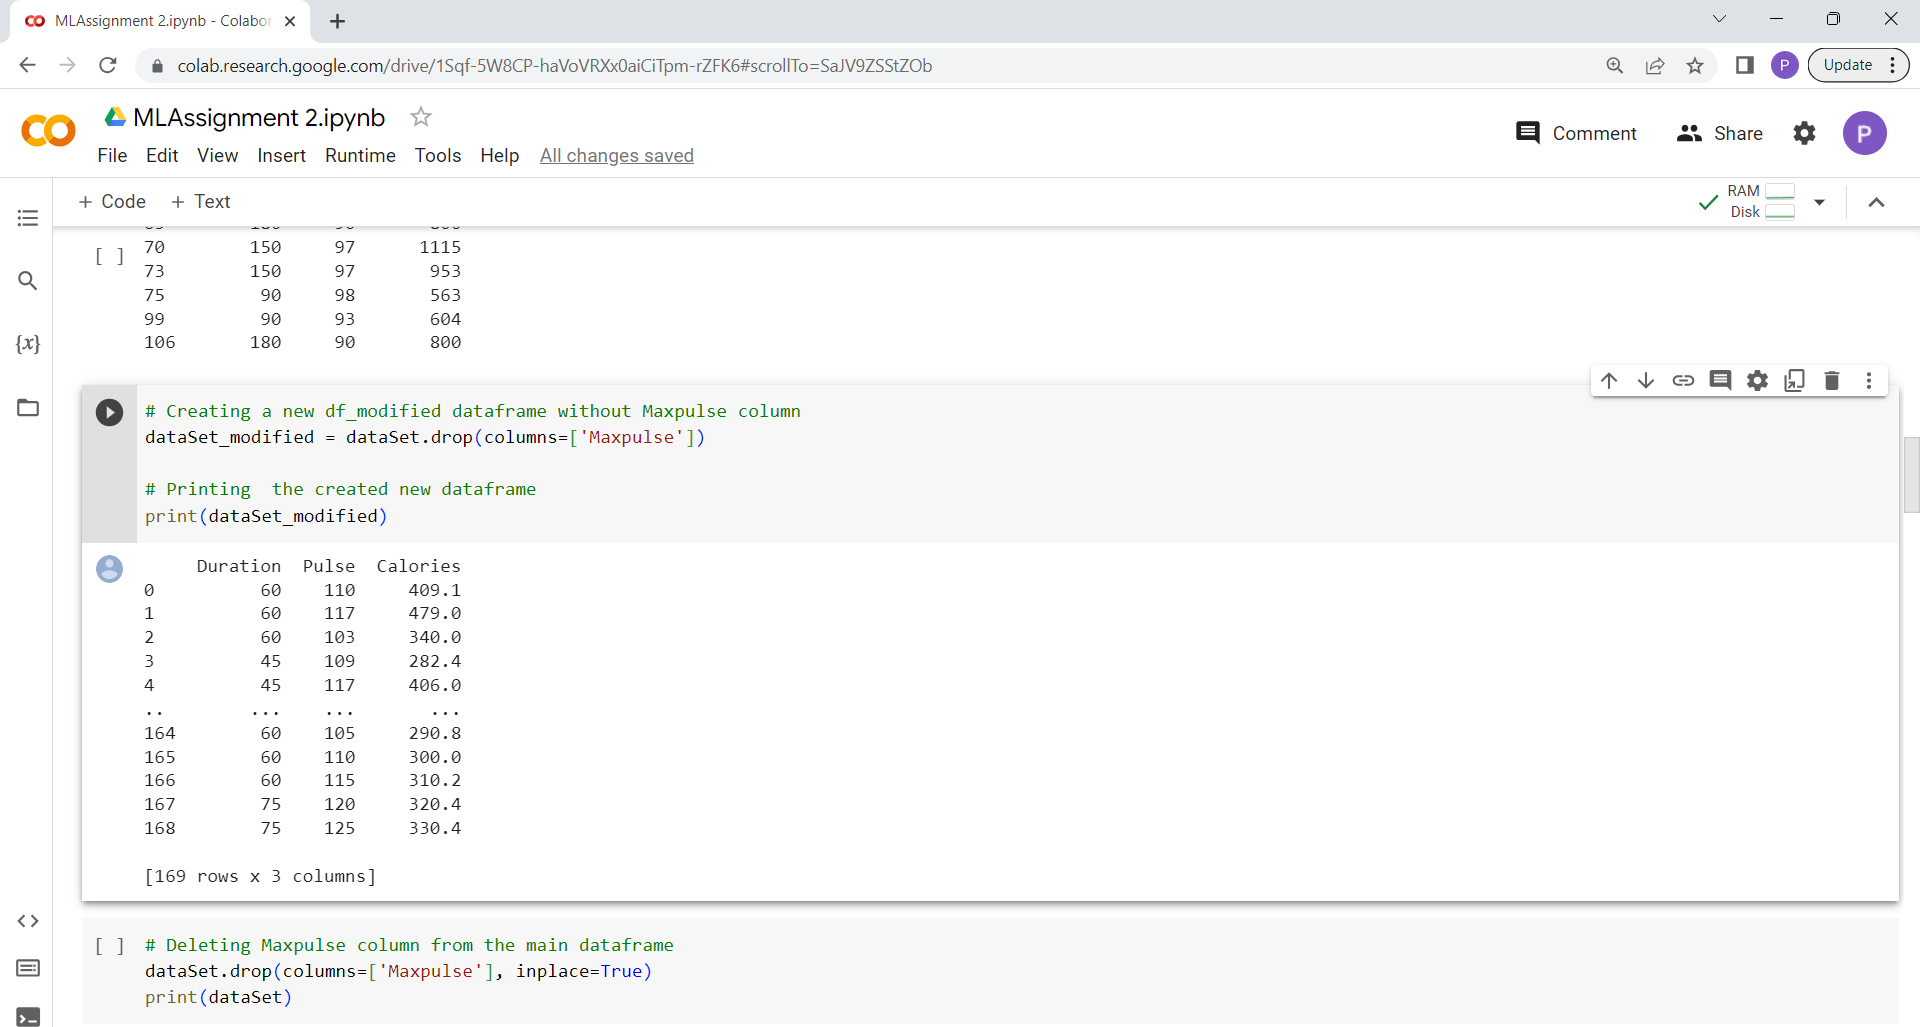 MLAssignment 2.ipynb - Colabor
colab.research.google.com/drive/1Sqf-5W8CP-haVoVRXx0aiCiTpm-rZFK6#scrollTo=SaJV9ZSStZOb
P
Update
MLAssignment 2.ipynb
Comment
Share
P
File Edit View Insert Runtime Tools Help All changes saved
+ Code + Text
RAM
Disk
[ ]
70 150 97 1115
73 150 97 953
75 90 98 563
99 90 93 604
106 180 90 800
{x}
# Creating a new df_modified dataframe without Maxpulse column
dataSet_modified = dataSet.drop(columns=['Maxpulse'])
# Printing  the created new dataframe
print(dataSet_modified)
Duration Pulse Calories
0 60 110 409.1
1 60 117 479.0
2 60 103 340.0
3 45 109 282.4
4 45 117 406.0
.. ... ... ...
164 60 105 290.8
165 60 110 300.0
166 60 115 310.2
167 75 120 320.4
168 75 125 330.4
[169 rows x 3 columns]
[ ] # Deleting Maxpulse column from the main dataframe
dataSet.drop(columns=['Maxpulse'], inplace=True)
print(dataSet)